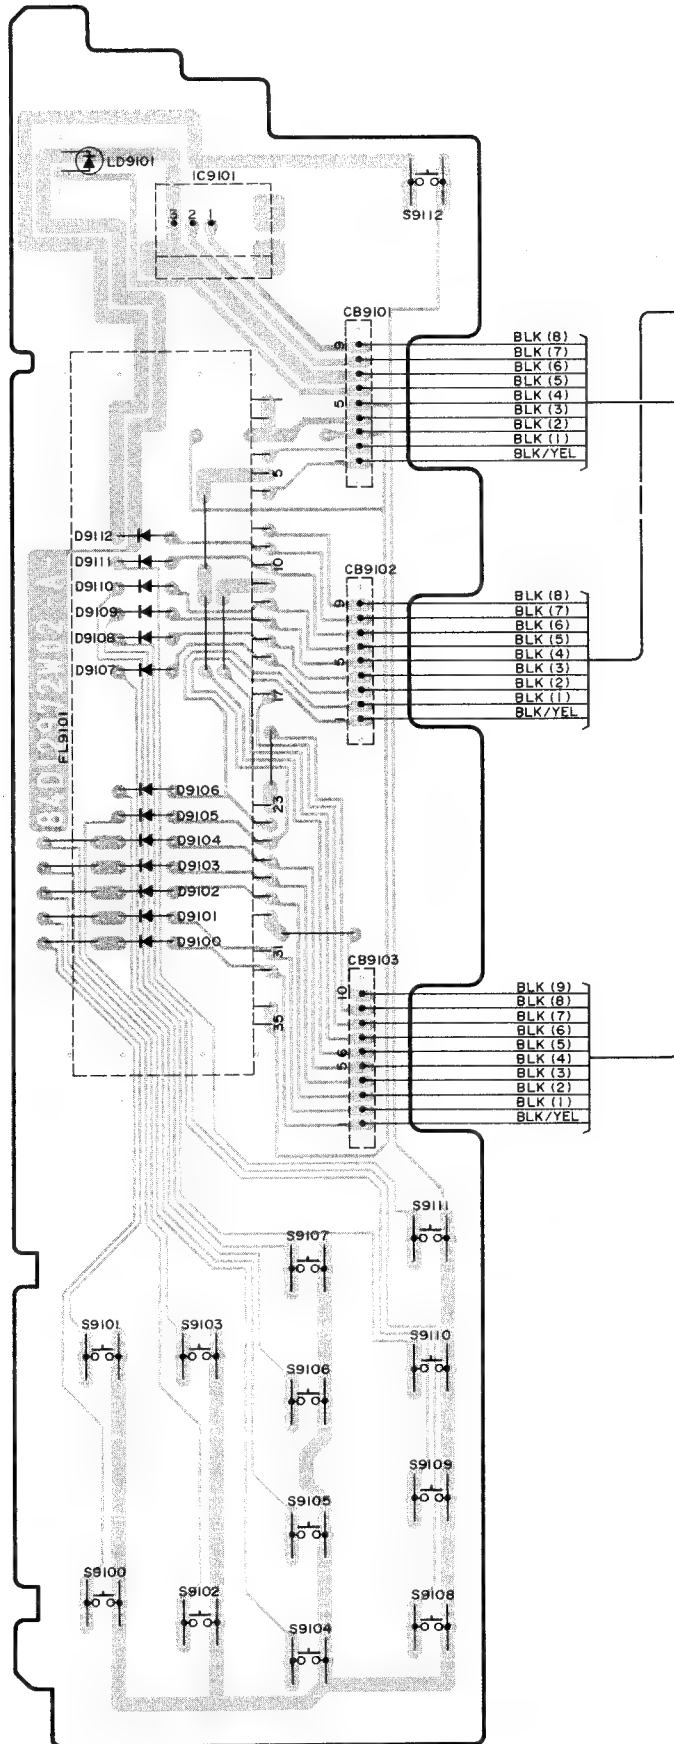 LD9101
IC9101
3 2 1
S9112
CB9101
9
5
BLK (8)
BLK (7)
BLK (6)
BLK (5)
BLK (4)
BLK (3)
BLK (2)
BLK (1)
BLK/YEL
5
D9112
D9111
D9110
D9109
D9108
D9107
10
CB9102
9
5
1
BLK (8)
BLK (7)
BLK (6)
BLK (5)
BLK (4)
BLK (3)
BLK (2)
BLK (1)
BLK/YEL
FL9101
17
D9106
D9105
D9104
D9103
D9102
D9101
D9100
23
31
35
CB9103
10
6
5
BLK (9)
BLK (8)
BLK (7)
BLK (6)
BLK (5)
BLK (4)
BLK (3)
BLK (2)
BLK (1)
BLK/YEL
S9111
S9107
S9101
S9103
S9110
S9106
S9109
S9105
S9100
S9102
S9108
S9104